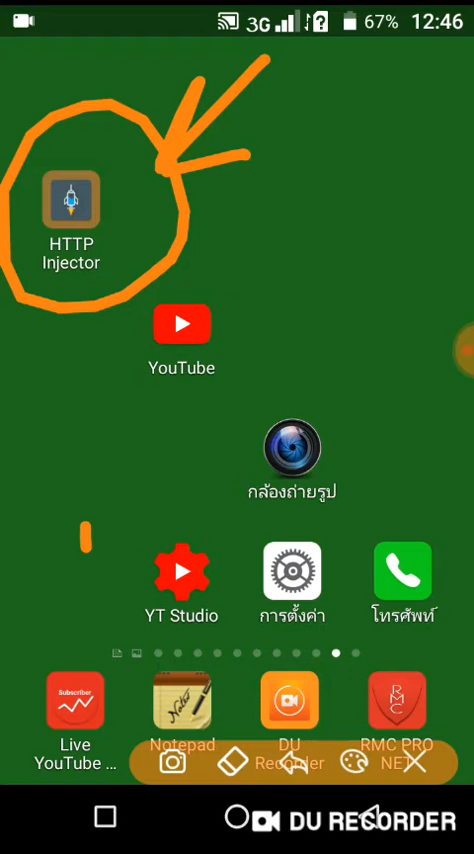 3G 67% 12:46
HTTP
Injector
YouTube
กล้องถ่ายรูป
YT Studio
การตั้งค่า
โทรศัพท์
Subscriber
Notes
RMC
Live
YouTube ...
Notepad
DU
Recorder
RMC PRO
NET
DU RECORDER